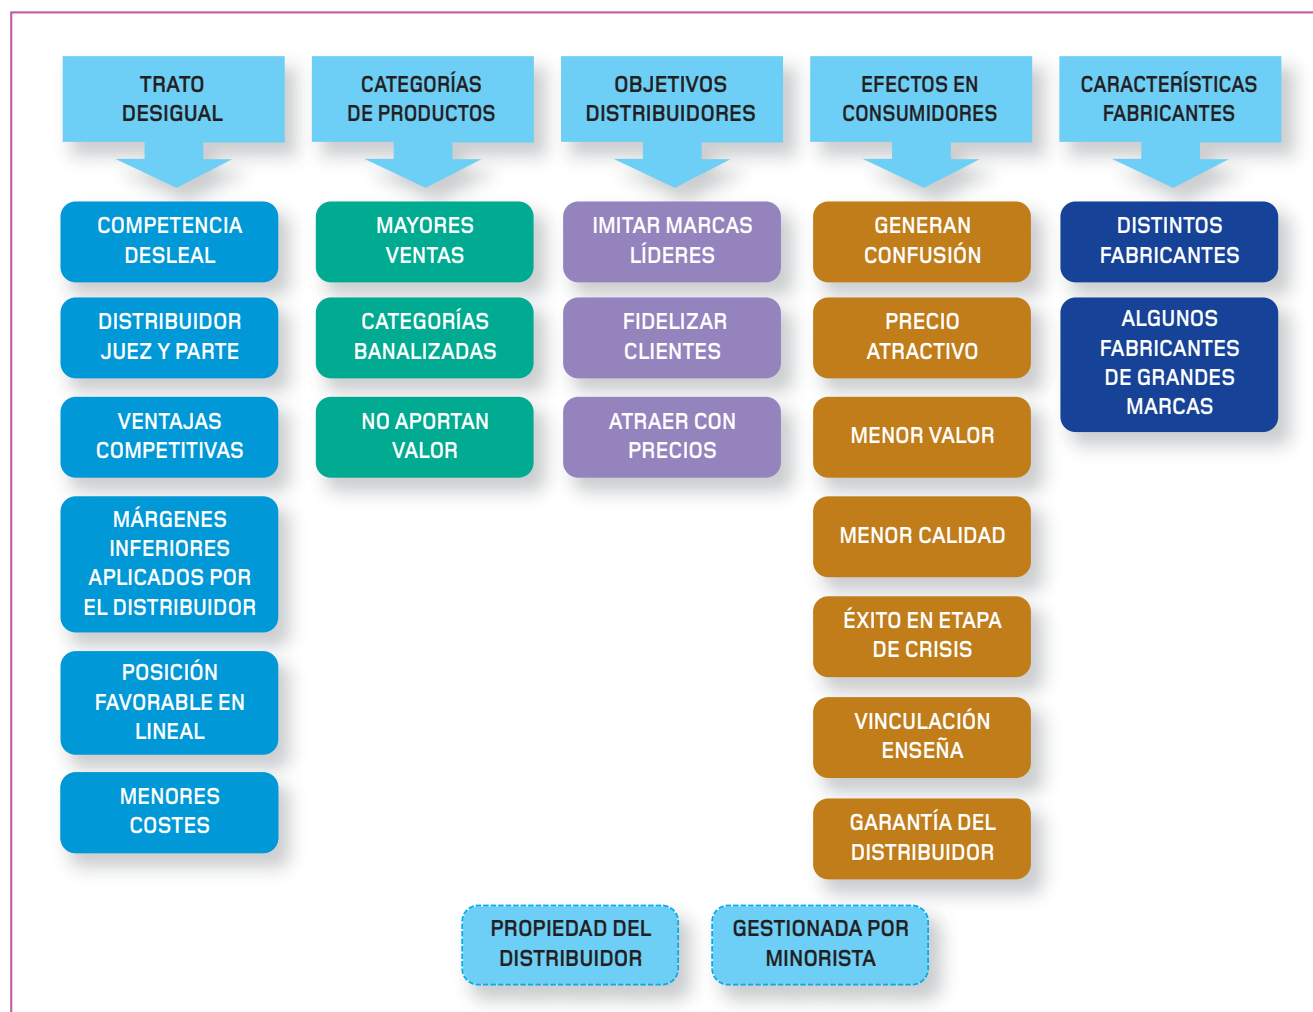 TRATO
DESIGUAL
COMPETENCIA
DESLEAL
DISTRIBUIDOR
JUEZ Y PARTE
VENTAJAS
COMPETITIVAS
MÁRGENES
INFERIORES
APLICADOS POR
EL DISTRIBUIDOR
POSICIÓN
FAVORABLE EN
LINEAL
MENORES
COSTES
CATEGORÍAS
DE PRODUCTOS
MAYORES
VENTAS
CATEGORÍAS
BANALIZADAS
NO APORTAN
VALOR
OBJETIVOS
DISTRIBUIDORES
IMITAR MARCAS
LÍDERES
FIDELIZAR
CLIENTES
ATRAER CON
PRECIOS
EFECTOS EN
CONSUMIDORES
GENERAN
CONFUSIÓN
PRECIO
ATRACTIVO
MENOR VALOR
MENOR CALIDAD
ÉXITO EN ETAPA
DE CRISIS
VINCULACIÓN
ENSEÑA
GARANTÍA DEL
DISTRIBUIDOR
CARACTERÍSTICAS
FABRICANTES
DISTINTOS
FABRICANTES
ALGUNOS
FABRICANTES
DE GRANDES
MARCAS
PROPIEDAD DEL
DISTRIBUIDOR
GESTIONADA POR
MINORISTA